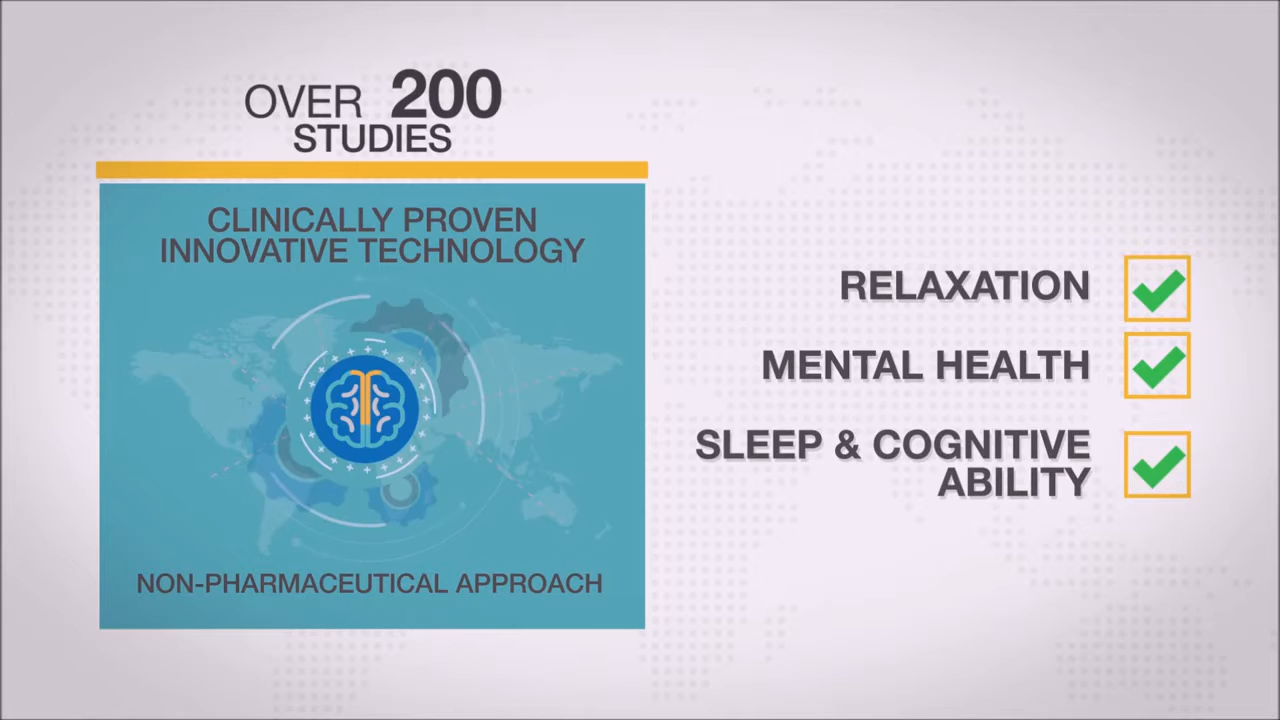 OVER 200
STUDIES
CLINICALLY PROVEN
INNOVATIVE TECHNOLOGY
NON-PHARMACEUTICAL APPROACH
RELAXATION
MENTAL HEALTH
SLEEP & COGNITIVE
ABILITY